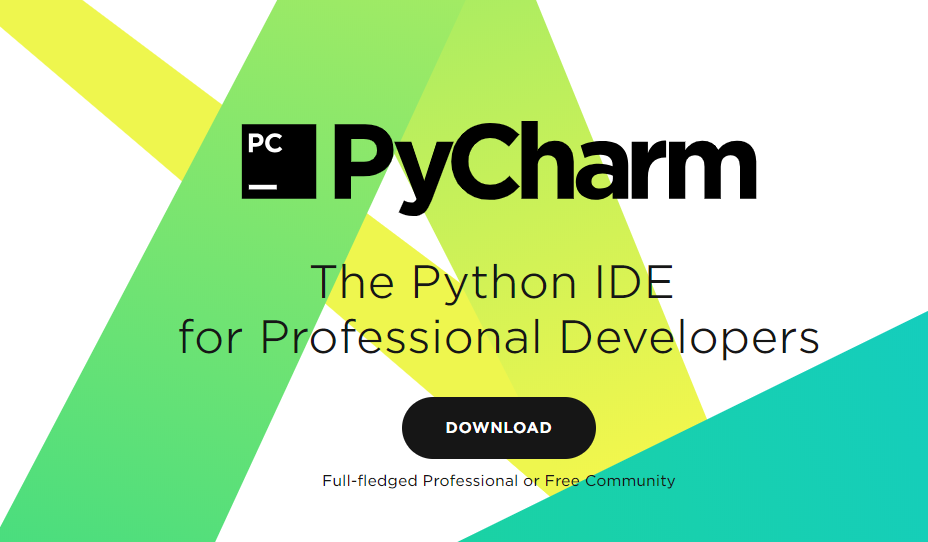 PC
PyCharm
The Python IDE
for Professional Developers
DOWNLOAD
Full-fledged Professional or Free Community